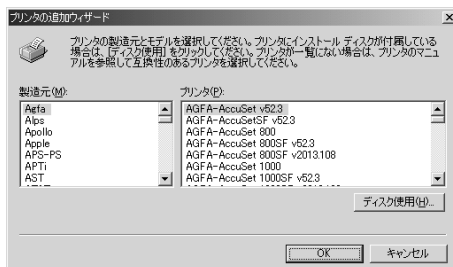 プリンタの追加ウィザード
プリンタの製造元とモデルを選択してください。プリンタにインストール ディスクが付属している
場合は、[ディスク使用] をクリックしてください。プリンタが一覧にない場合は、プリンタのマニュ
アルを参照して互換性のあるプリンタを選択してください。
製造元(M):
Agfa
Alps
Apollo
Apple
APS-PS
APTi
AST
プリンタ(P):
AGFA-AccuSet v52.3
AGFA-AccuSetSF v52.3
AGFA-AccuSet 800
AGFA-AccuSet 800SF v52.3
AGFA-AccuSet 800SF v2013.108
AGFA-AccuSet 1000
AGFA-AccuSet 1000SF v52.3
ディスク使用(H)...
OK
キャンセル